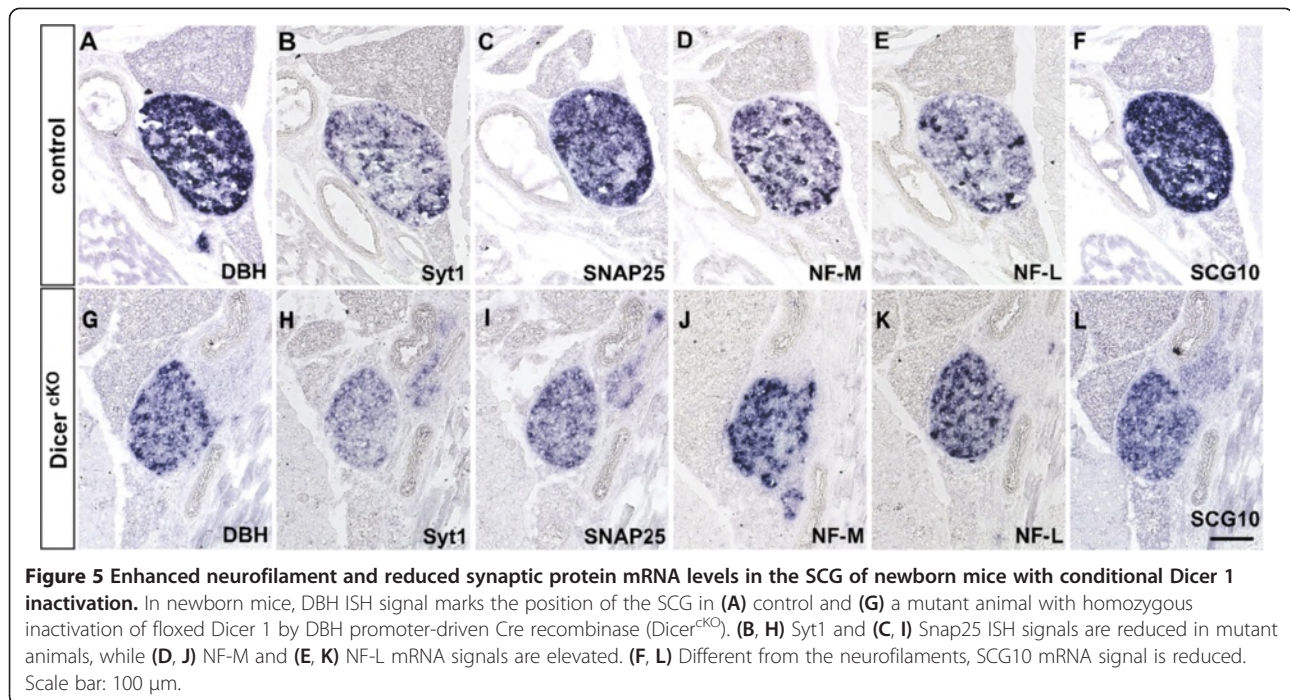 control
A
B
C
D
E
F
DBH
Syt1
SNAP25
NF-M
NF-L
SCG10
Dicer cKO
G
H
I
J
K
L
DBH
Syt1
SNAP25
NF-M
NF-L
SCG10
Figure 5 Enhanced neurofilament and reduced synaptic protein mRNA levels in the SCG of newborn mice with conditional Dicer 1
inactivation. In newborn mice, DBH ISH signal marks the position of the SCG in (A) control and (G) a mutant animal with homozygous
inactivation of floxed Dicer 1 by DBH promoter-driven Cre recombinase (DicercKO). (B, H) Syt1 and (C, I) Snap25 ISH signals are reduced in mutant
animals, while (D, J) NF-M and (E, K) NF-L mRNA signals are elevated. (F, L) Different from the neurofilaments, SCG10 mRNA signal is reduced.
Scale bar: 100 μm.